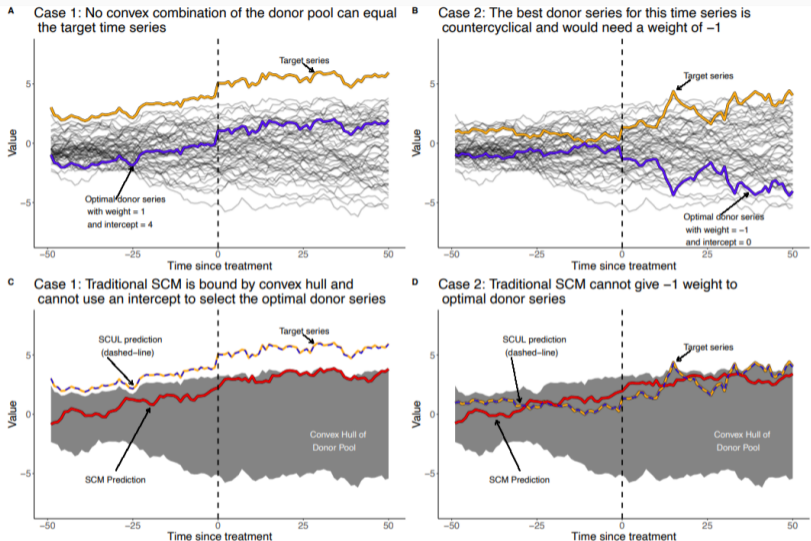 A Case 1: No convex combination of the donor pool can equal
the target time series
Target series
Optimal donor series
with weight = 1
and intercept = 4
Value
5
0
−5
−50 −25 0 25 50
Time since treatment
B Case 2: The best donor series for this time series is
countercyclical and would need a weight of −1
Target series
Optimal donor series
with weight = −1
and intercept = 0
Value
5
0
−5
−50 −25 0 25 50
Time since treatment
C Case 1: Traditional SCM is bound by convex hull and
cannot use an intercept to select the optimal donor series
SCUL prediction
(dashed−line)
Target series
Convex Hull of
Donor Pool
SCM Prediction
Value
5
0
−5
−50 −25 0 25 50
Time since treatment
D Case 2: Traditional SCM cannot give −1 weight to
optimal donor series
SCUL prediction
(dashed−line)
Target series
Convex Hull of
Donor Pool
SCM Prediction
Value
5
0
−5
−50 −25 0 25 50
Time since treatment